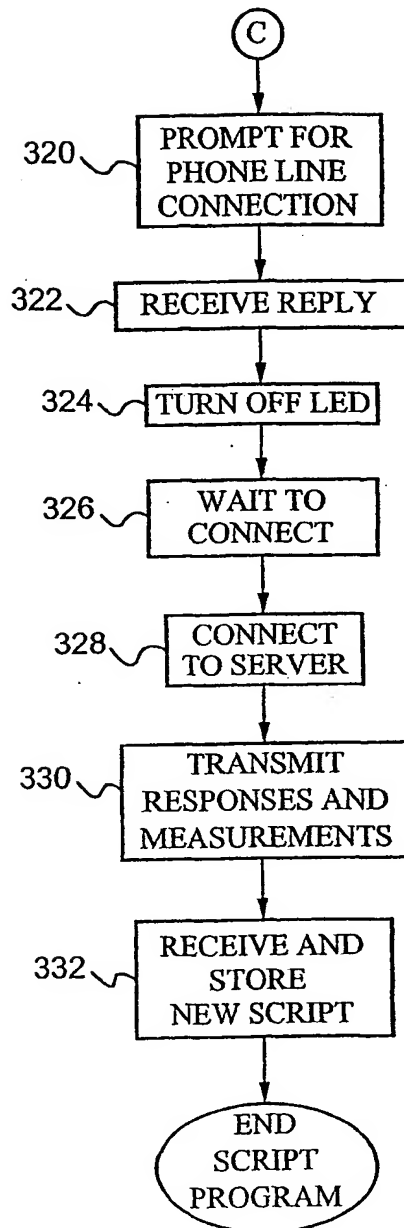 C
320
PROMPT FOR
PHONE LINE
CONNECTION
322
RECEIVE REPLY
324
TURN OFF LED
326
WAIT TO
CONNECT
328
CONNECT
TO SERVER
330
TRANSMIT
RESPONSES AND
MEASUREMENTS
332
RECEIVE AND
STORE
NEW SCRIPT
END
SCRIPT
PROGRAM